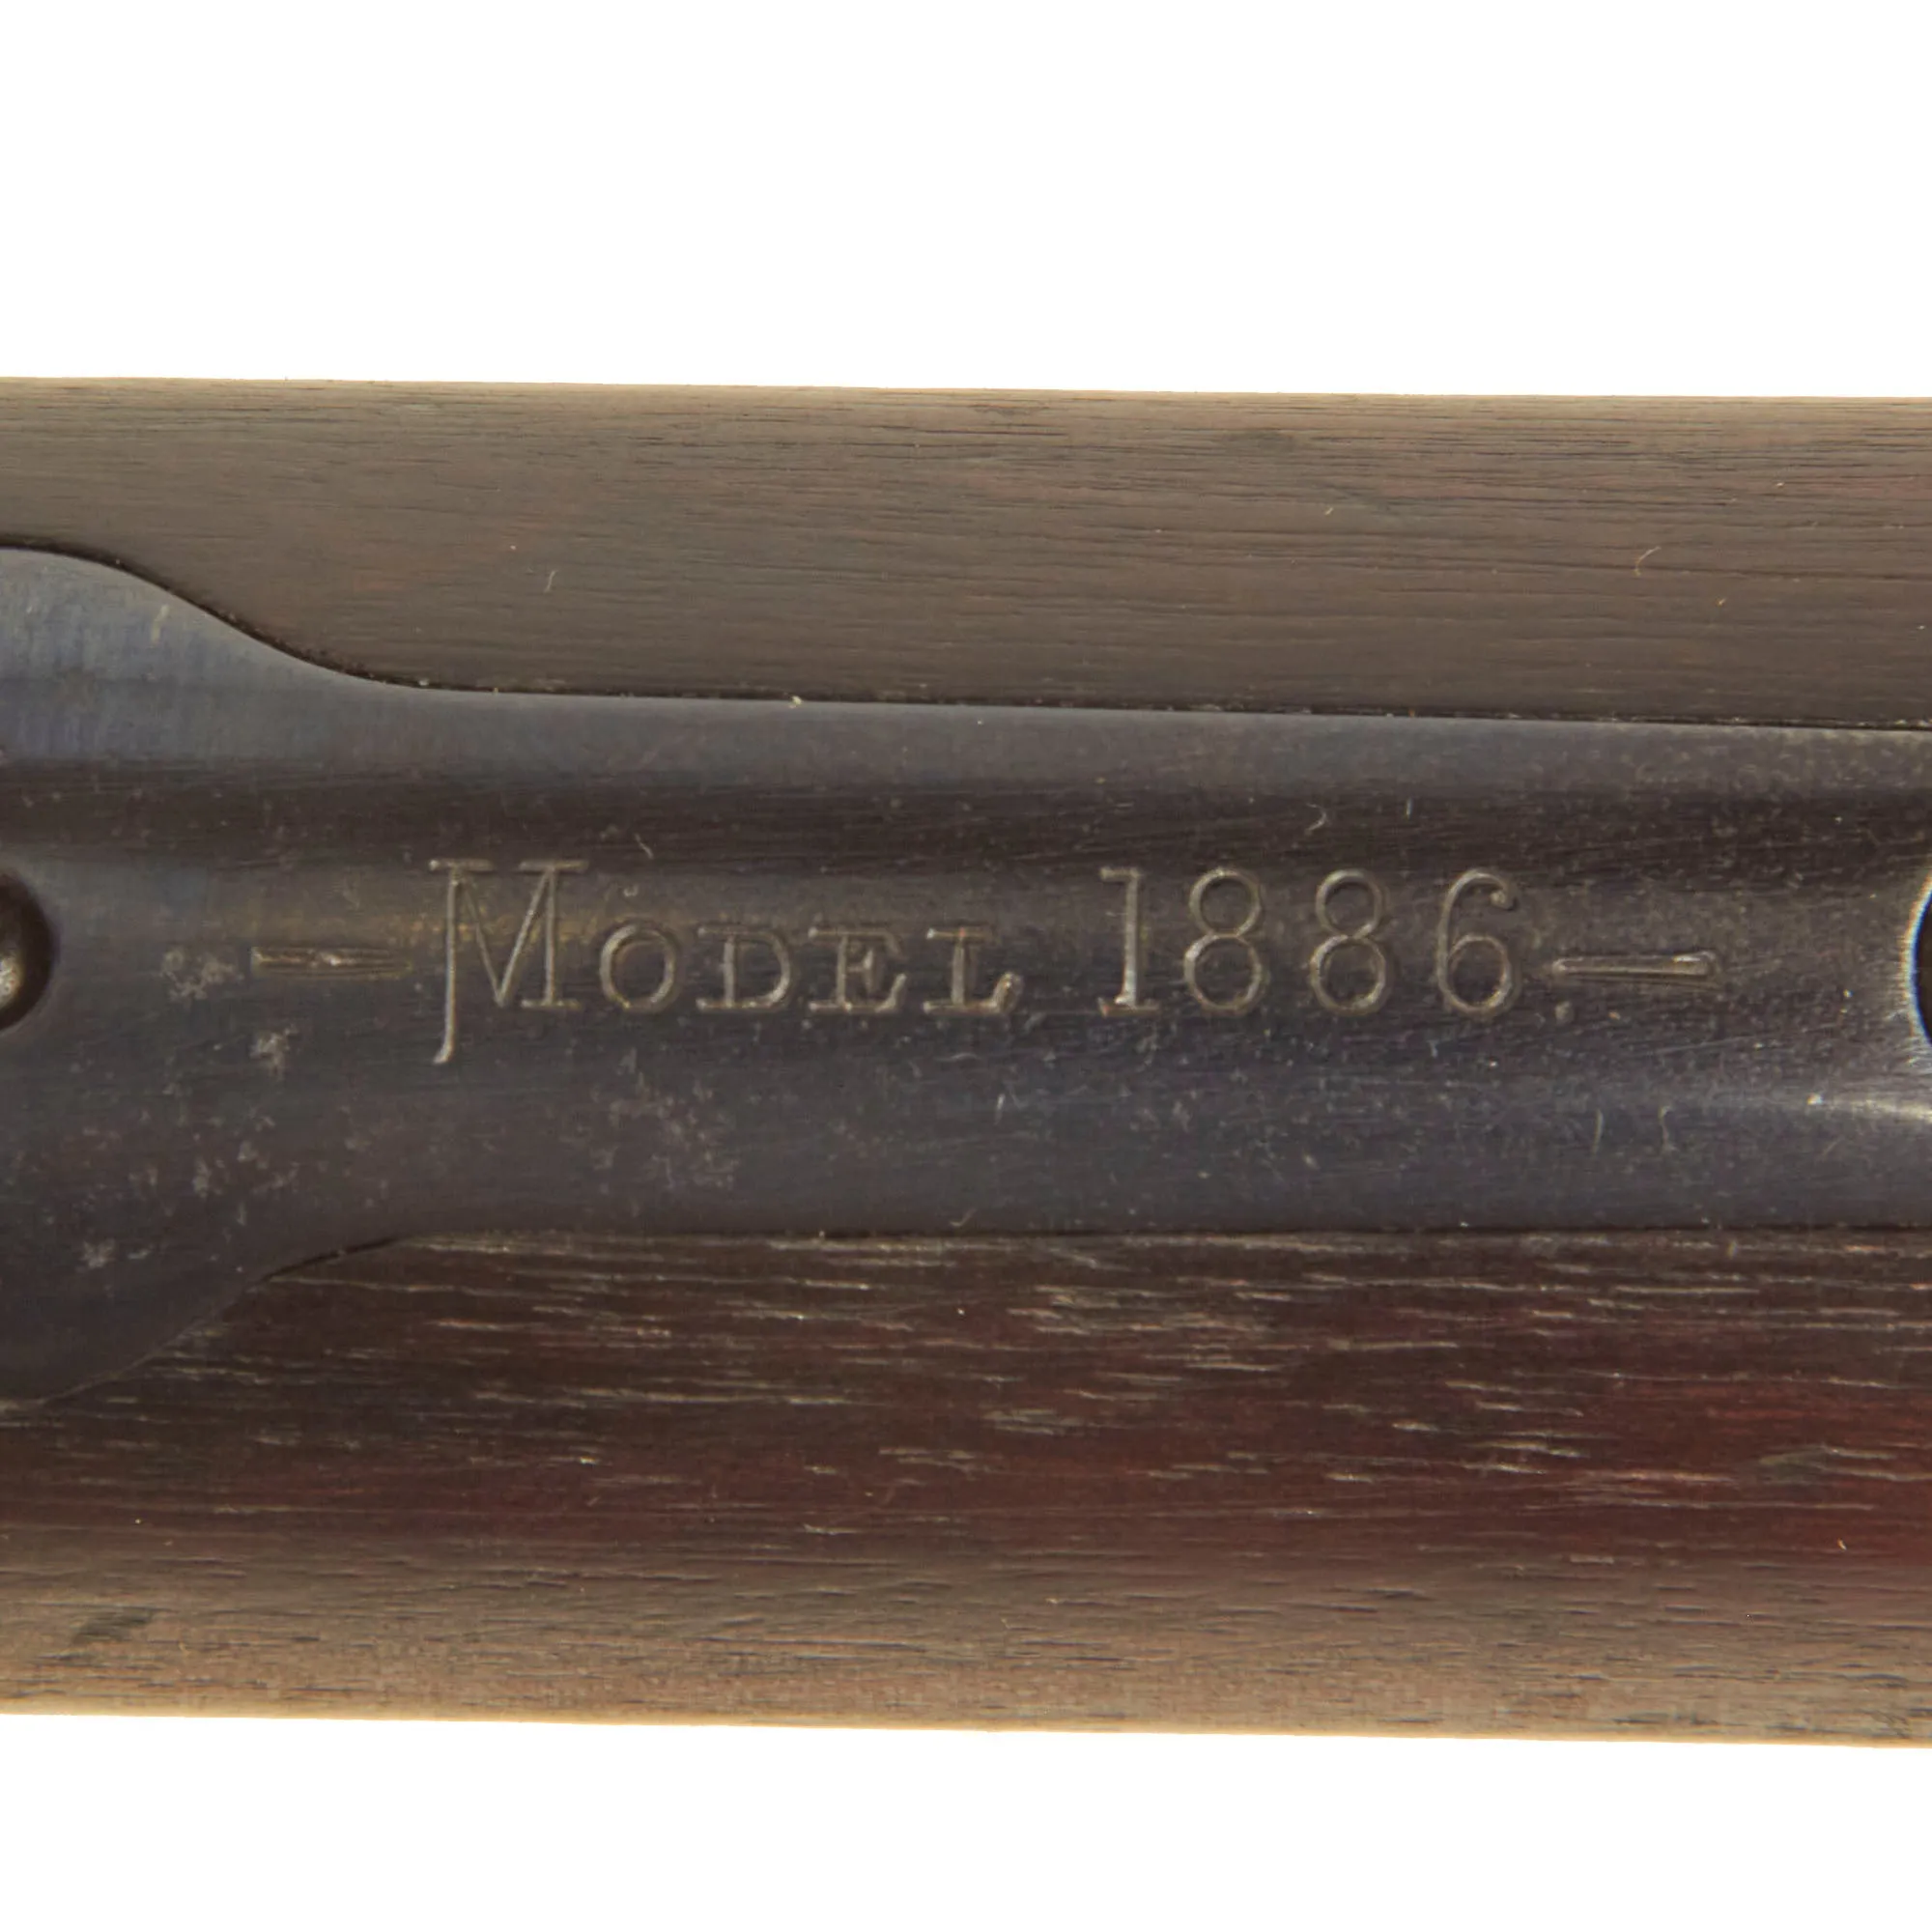 — MODEL 1886. —